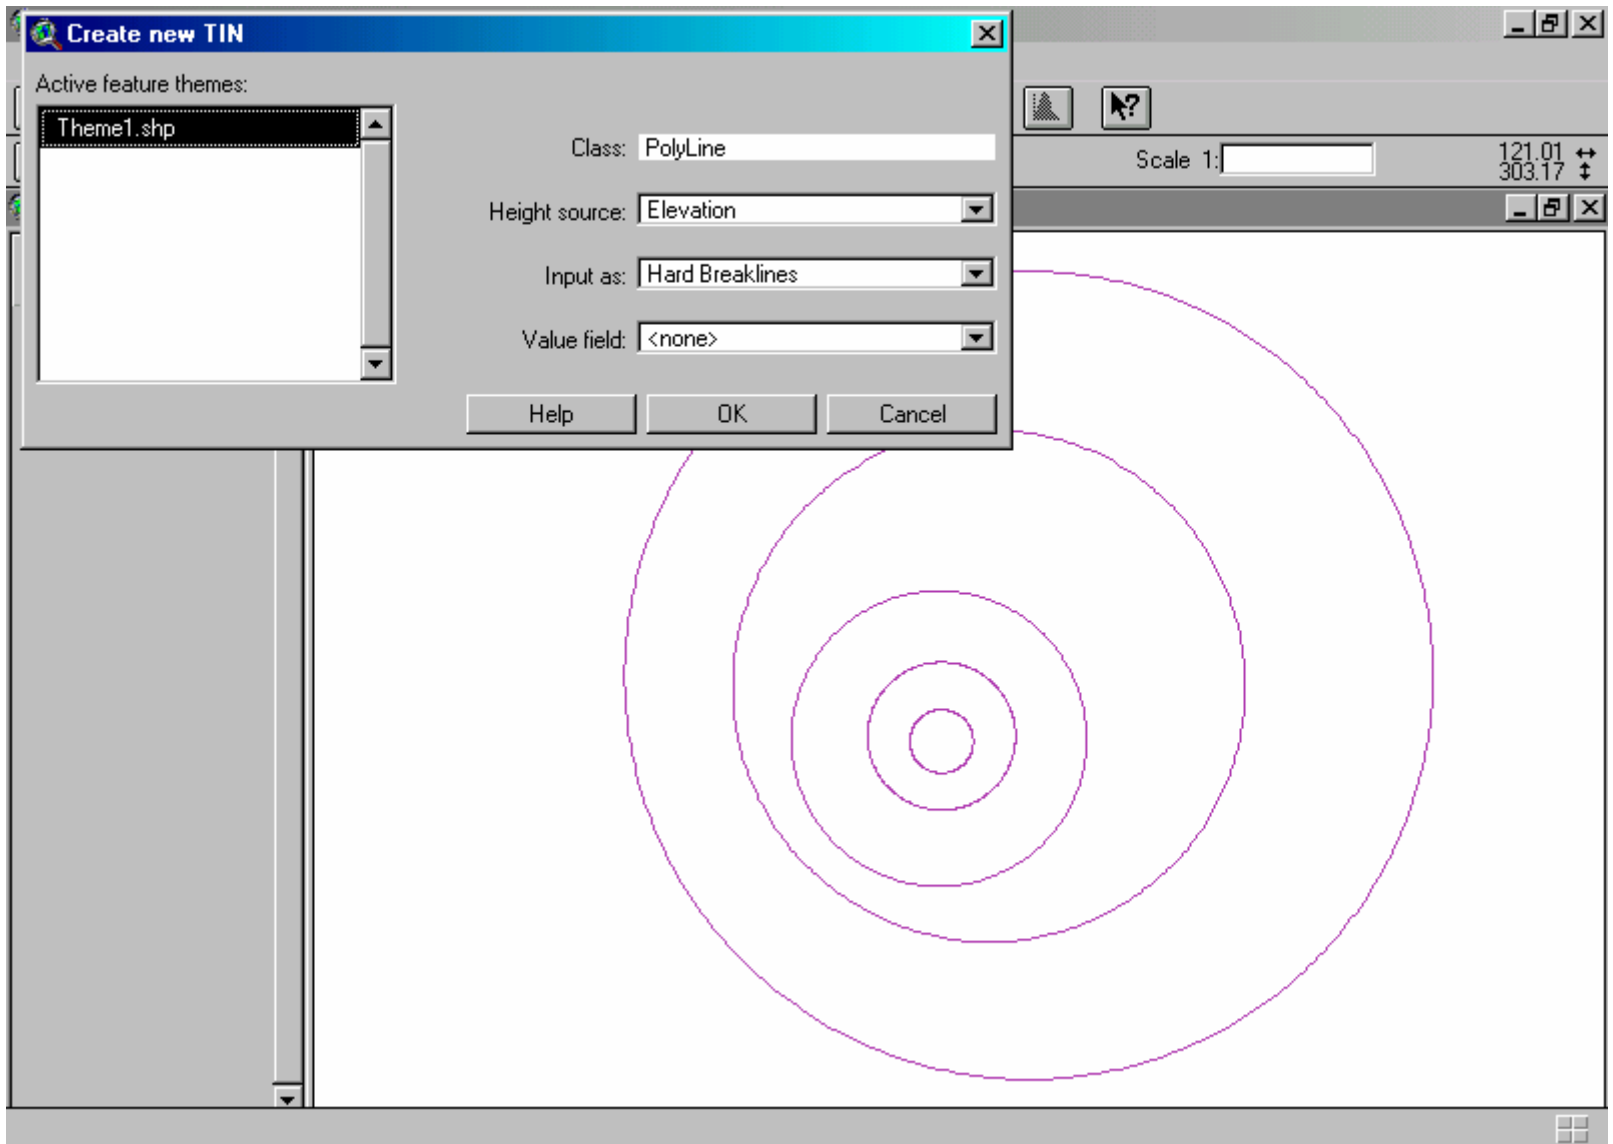 Create new TIN
Active feature themes:
Theme1.shp
Class: PolyLine
Height source: Elevation
Input as: Hard Breaklines
Value field: <none>
Help OK Cancel
Scale 1:
121.01
303.17